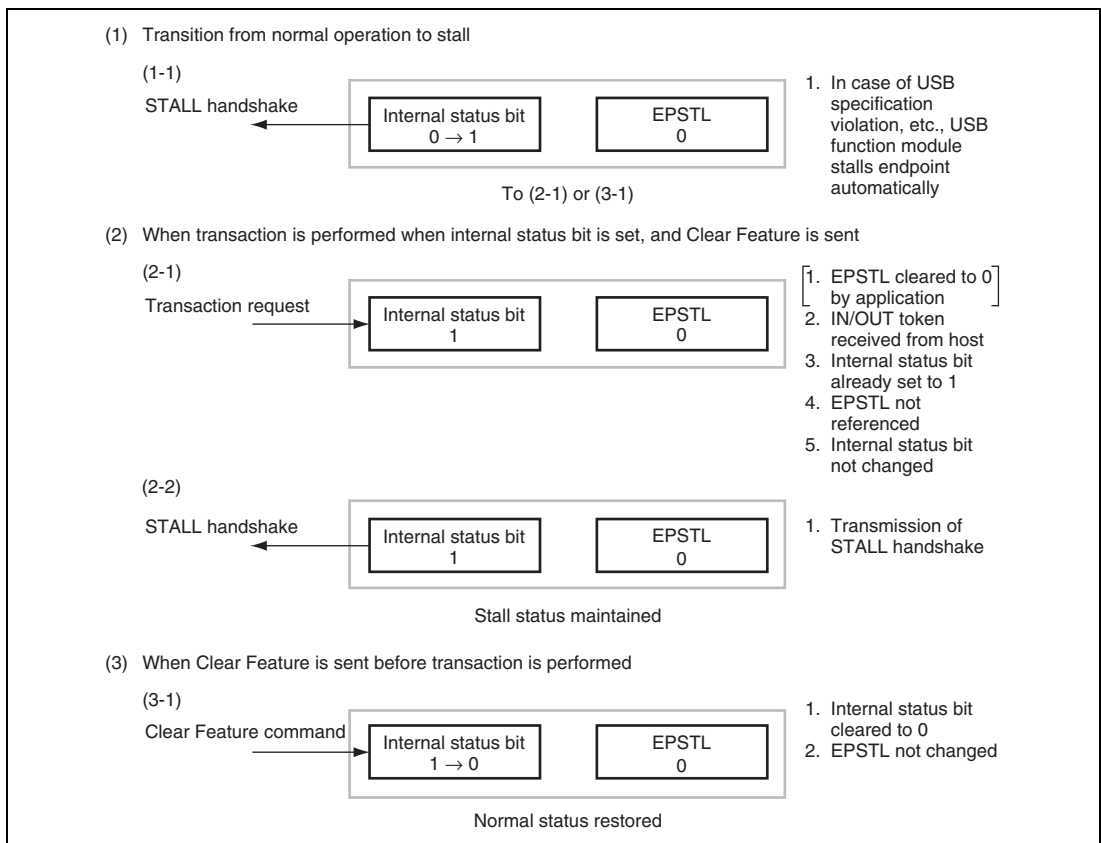 (1) Transition from normal operation to stall
(1-1)
STALL handshake
Internal status bit
0 → 1
EPSTL
0
To (2-1) or (3-1)
1. In case of USB
specification
violation, etc., USB
function module
stalls endpoint
automatically
(2) When transaction is performed when internal status bit is set, and Clear Feature is sent
(2-1)
Transaction request
Internal status bit
1
EPSTL
0
1. EPSTL cleared to 0
by application
2. IN/OUT token
received from host
3. Internal status bit
already set to 1
4. EPSTL not
referenced
5. Internal status bit
not changed
(2-2)
STALL handshake
Internal status bit
1
EPSTL
0
1. Transmission of
STALL handshake
Stall status maintained
(3) When Clear Feature is sent before transaction is performed
(3-1)
Clear Feature command
Internal status bit
1 → 0
EPSTL
0
1. Internal status bit
cleared to 0
2. EPSTL not changed
Normal status restored